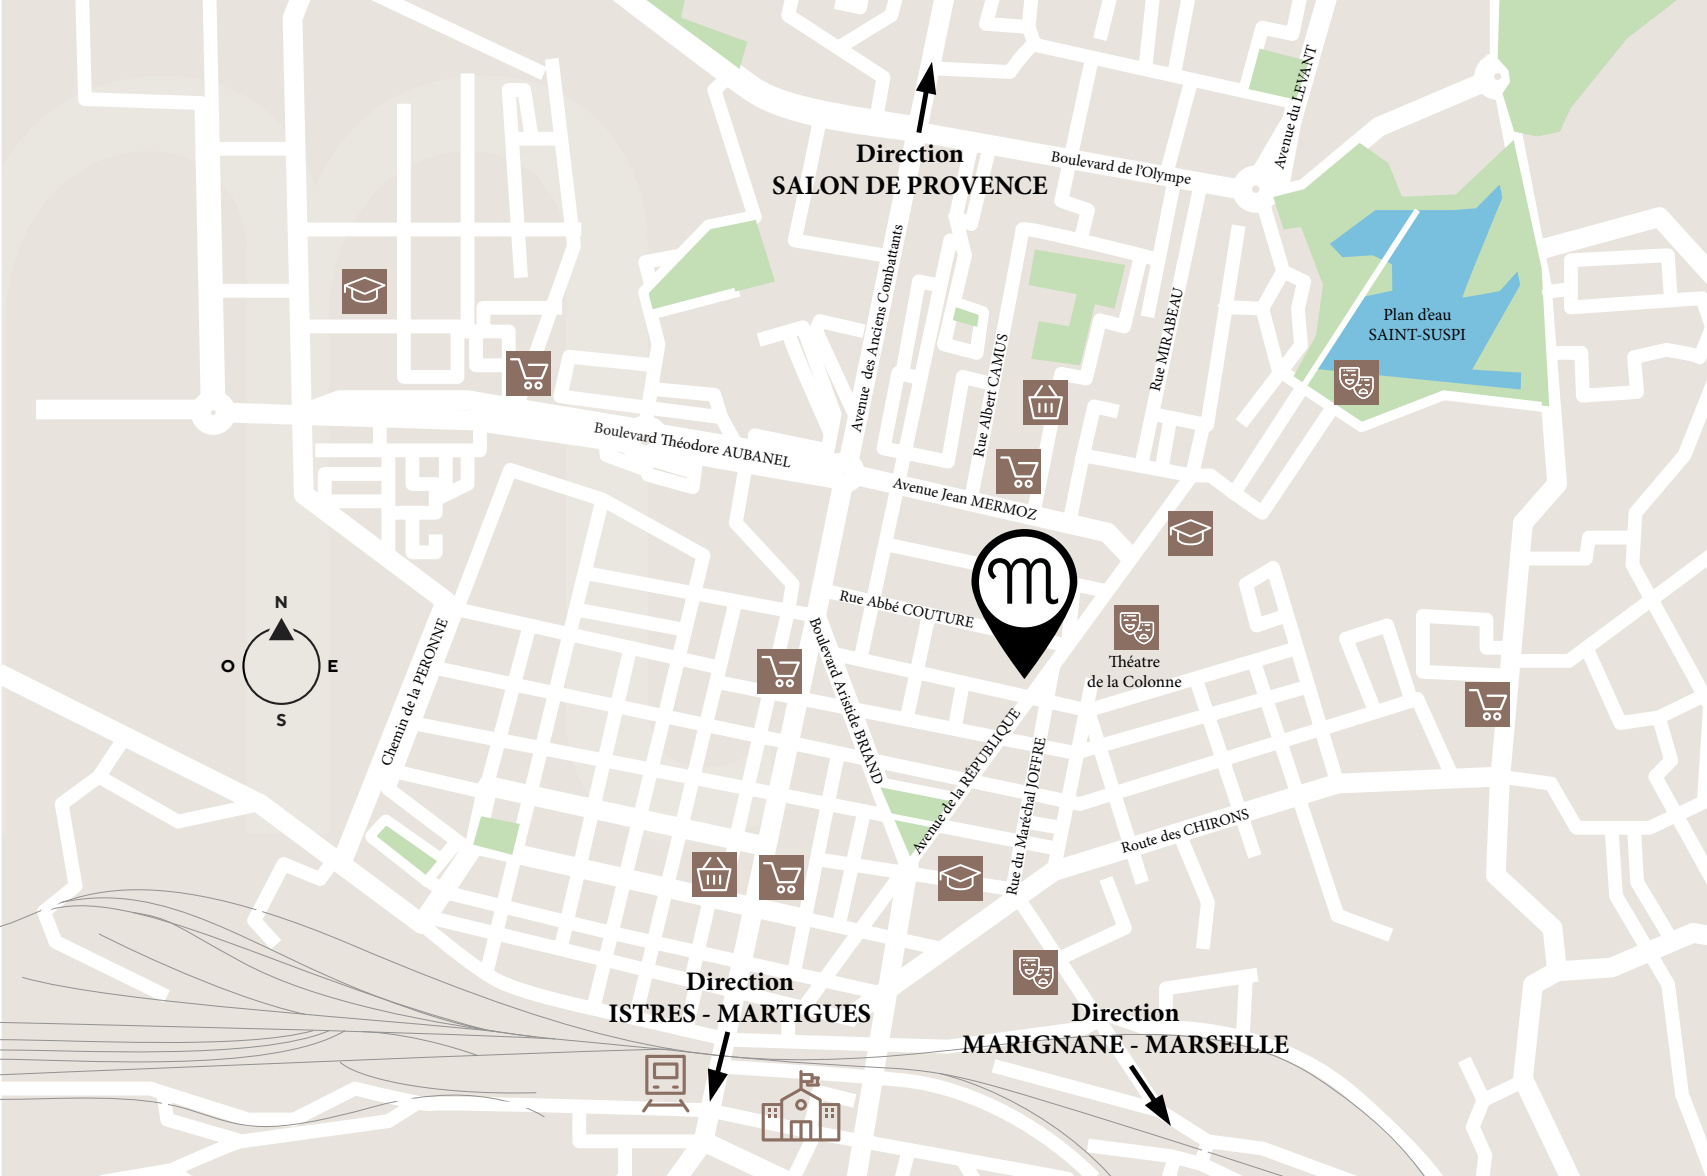 Avenue du LEVANT
Direction
SALON DE PROVENCE
Boulevard de l'Olympe
Avenue des Anciens Combattants
Rue MIRABEAU
Plan d'eau
SAINT-SUSPI
Rue Albert CAMUS
Boulevard Théodore AUBANEL
Avenue Jean MERMOZ
m
Rue Abbé COUTURE
N
O
E
S
Chemin de la PERONNE
Boulevard Aristide BRIAND
Théatre
de la Colonne
Avenue de la RÉPUBLIQUE
Rue du Maréchal JOFFRE
Route des CHIRONS
Direction
ISTRES - MARTIGUES
Direction
MARIGNANE - MARSEILLE